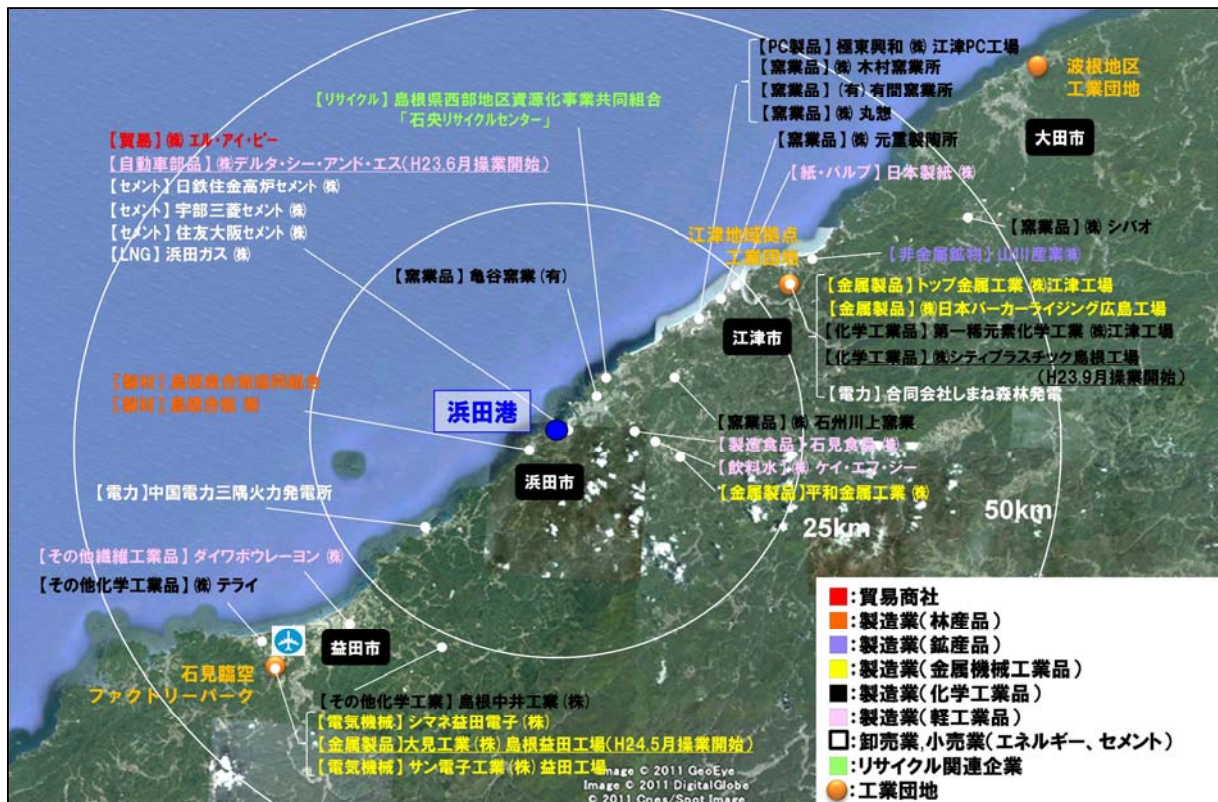 【PC製品】極東興和 ㈱ 江津PC工場
【窯業品】㈱ 木村窯業所
【窯業品】(有)有間窯業所
【窯業品】㈱ 丸惣
【窯業品】㈱ 元重製陶所
【紙・パルプ】日本製紙 ㈱
波根地区
工業団地
大田市
【リサイクル】島根県西部地区資源化事業共同組合
「石央リサイクルセンター」
【貿易】㈱ エル・アイ・ビー
【自動車部品】㈱デルタ・シー・アンド・エス(H23.6月操業開始)
【セメント】日鉄住金高炉セメント ㈱
【セメント】宇部三菱セメント ㈱
【セメント】住友大阪セメント ㈱
【LNG】浜田ガス ㈱
【窯業品】㈱ シバオ
江津地域拠点
工業団地
【非金属鉱物】山川産業㈱
【窯業品】亀谷窯業(有)
【金属製品】トップ金属工業 ㈱江津工場
【金属製品】㈱日本パーカーライジング広島工場
【化学工業品】第一稀元素化学工業 ㈱江津工場
【化学工業品】㈱シティプラスチック島根工場
(H23.9月操業開始)
【電力】合同会社しまね森林発電
江津市
島根県合板協同組合
島根合板 ㈱
浜田港
浜田市
【窯業品】㈱ 石州川上窯業
【製造食品】石見食品 ㈱
【飲料水】㈱ ケイ・エフ・ジー
【金属製品】平和金属工業 ㈱
【電力】中国電力三隅火力発電所
25km
50km
【その他繊維工業品】ダイワボウレーヨン ㈱
【その他化学工業品】㈱ テライ
益田市
石見臨空
ファクトリーパーク
【その他化学工業】島根中井工業(株)
【電気機械】シマネ益田電子(株)
【金属製品】大見工業(株)島根益田工場(H24.5月操業開始)
【電気機械】サン電子工業(株)益田工場
Image © 2011 GeoEye
Image © 2011 DigitalGlobe
© 2011 Cnes/Spot Image
■:貿易商社
■:製造業(林産品)
■:製造業(鉱産品)
■:製造業(金属機械工業品)
■:製造業(化学工業品)
■:製造業(軽工業品)
□:卸売業,小売業(エネルギー、セメント)
■:リサイクル関連企業
●:工業団地